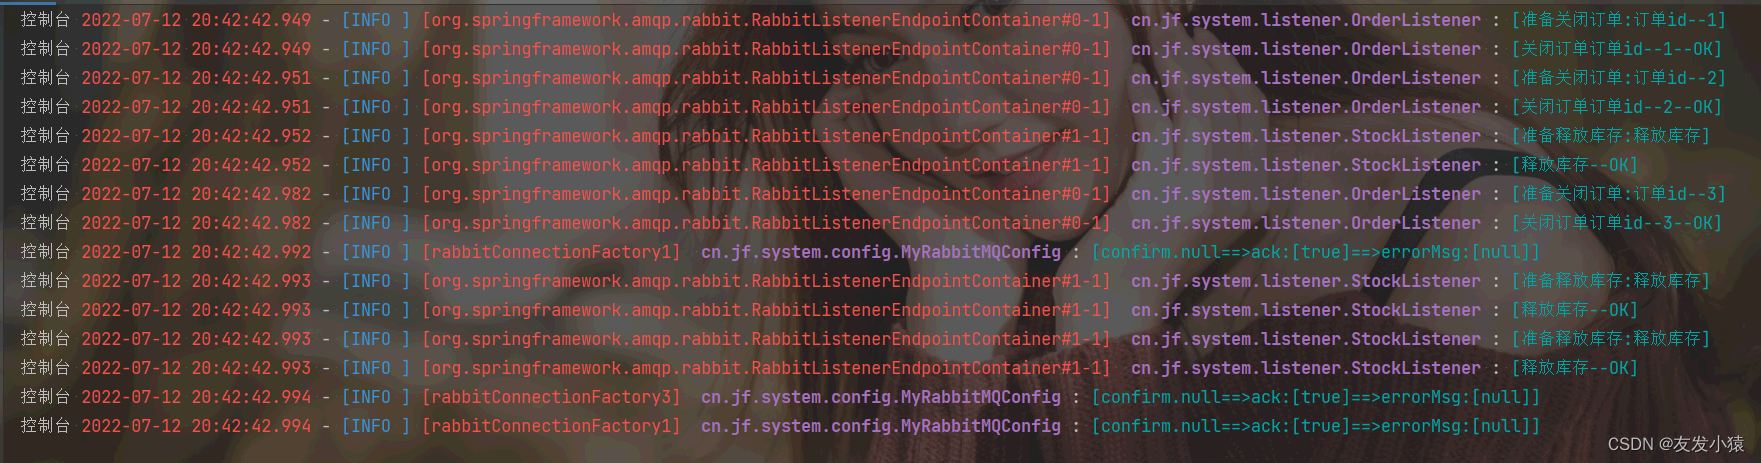 控制台 2022-07-12 20:42:42.949 - [INFO ] [org.springframework.amqp.rabbit.RabbitListenerEndpointContainer#0-1] cn.jf.system.listener.OrderListener : [准备关闭订单:订单id--1]
控制台 2022-07-12 20:42:42.949 - [INFO ] [org.springframework.amqp.rabbit.RabbitListenerEndpointContainer#0-1] cn.jf.system.listener.OrderListener : [关闭订单订单id--1--OK]
控制台 2022-07-12 20:42:42.951 - [INFO ] [org.springframework.amqp.rabbit.RabbitListenerEndpointContainer#0-1] cn.jf.system.listener.OrderListener : [准备关闭订单:订单id--2]
控制台 2022-07-12 20:42:42.951 - [INFO ] [org.springframework.amqp.rabbit.RabbitListenerEndpointContainer#0-1] cn.jf.system.listener.OrderListener : [关闭订单订单id--2--OK]
控制台 2022-07-12 20:42:42.952 - [INFO ] [org.springframework.amqp.rabbit.RabbitListenerEndpointContainer#1-1] cn.jf.system.listener.StockListener : [准备释放库存:释放库存]
控制台 2022-07-12 20:42:42.952 - [INFO ] [org.springframework.amqp.rabbit.RabbitListenerEndpointContainer#1-1] cn.jf.system.listener.StockListener : [释放库存--OK]
控制台 2022-07-12 20:42:42.982 - [INFO ] [org.springframework.amqp.rabbit.RabbitListenerEndpointContainer#0-1] cn.jf.system.listener.OrderListener : [准备关闭订单:订单id--3]
控制台 2022-07-12 20:42:42.982 - [INFO ] [org.springframework.amqp.rabbit.RabbitListenerEndpointContainer#0-1] cn.jf.system.listener.OrderListener : [关闭订单订单id--3--OK]
控制台 2022-07-12 20:42:42.992 - [INFO ] [rabbitConnectionFactory1] cn.jf.system.config.MyRabbitMQConfig : [confirm.null==>ack:[true]==>errorMsg:[null]]
控制台 2022-07-12 20:42:42.993 - [INFO ] [org.springframework.amqp.rabbit.RabbitListenerEndpointContainer#1-1] cn.jf.system.listener.StockListener : [准备释放库存:释放库存]
控制台 2022-07-12 20:42:42.993 - [INFO ] [org.springframework.amqp.rabbit.RabbitListenerEndpointContainer#1-1] cn.jf.system.listener.StockListener : [释放库存--OK]
控制台 2022-07-12 20:42:42.993 - [INFO ] [org.springframework.amqp.rabbit.RabbitListenerEndpointContainer#1-1] cn.jf.system.listener.StockListener : [准备释放库存:释放库存]
控制台 2022-07-12 20:42:42.993 - [INFO ] [org.springframework.amqp.rabbit.RabbitListenerEndpointContainer#1-1] cn.jf.system.listener.StockListener : [释放库存--OK]
控制台 2022-07-12 20:42:42.994 - [INFO ] [rabbitConnectionFactory3] cn.jf.system.config.MyRabbitMQConfig : [confirm.null==>ack:[true]==>errorMsg:[null]]
控制台 2022-07-12 20:42:42.994 - [INFO ] [rabbitConnectionFactory1] cn.jf.system.config.MyRabbitMQConfig : [confirm.null==>ack:[true]==>errorMsg:[null]]
CSDN @友发小猿